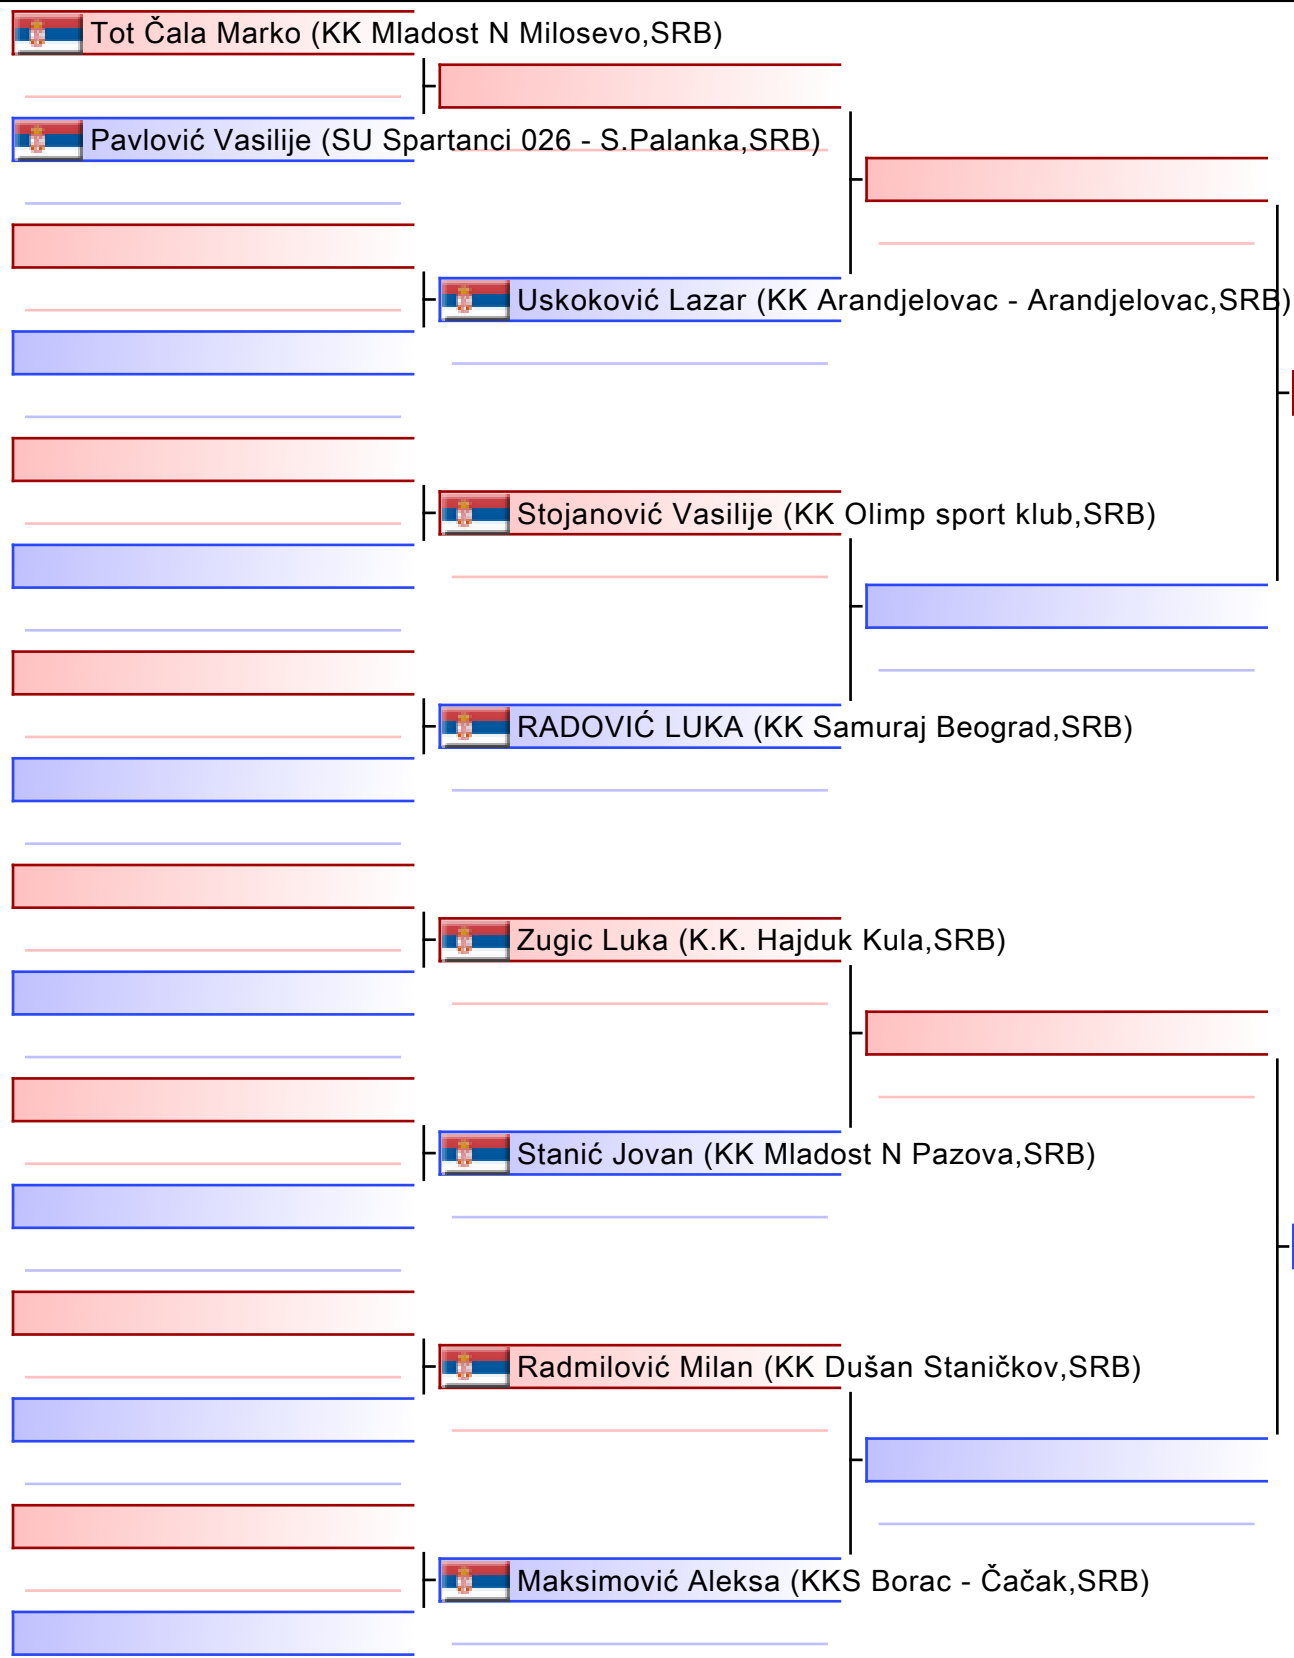 Tot Čala Marko (KK Mladost N Milosevo,SRB)
Pavlović Vasilije (SU Spartanci 026 - S.Palanka,SRB)
Uskoković Lazar (KK Arandjelovac - Arandjelovac,SRB)
Stojanović Vasilije (KK Olimp sport klub,SRB)
RADOVIĆ LUKA (KK Samuraj Beograd,SRB)
Zugic Luka (K.K. Hajduk Kula,SRB)
Stanić Jovan (KK Mladost N Pazova,SRB)
Radmilović Milan (KK Dušan Staničkov,SRB)
Maksimović Aleksa (KKS Borac - Čačak,SRB)